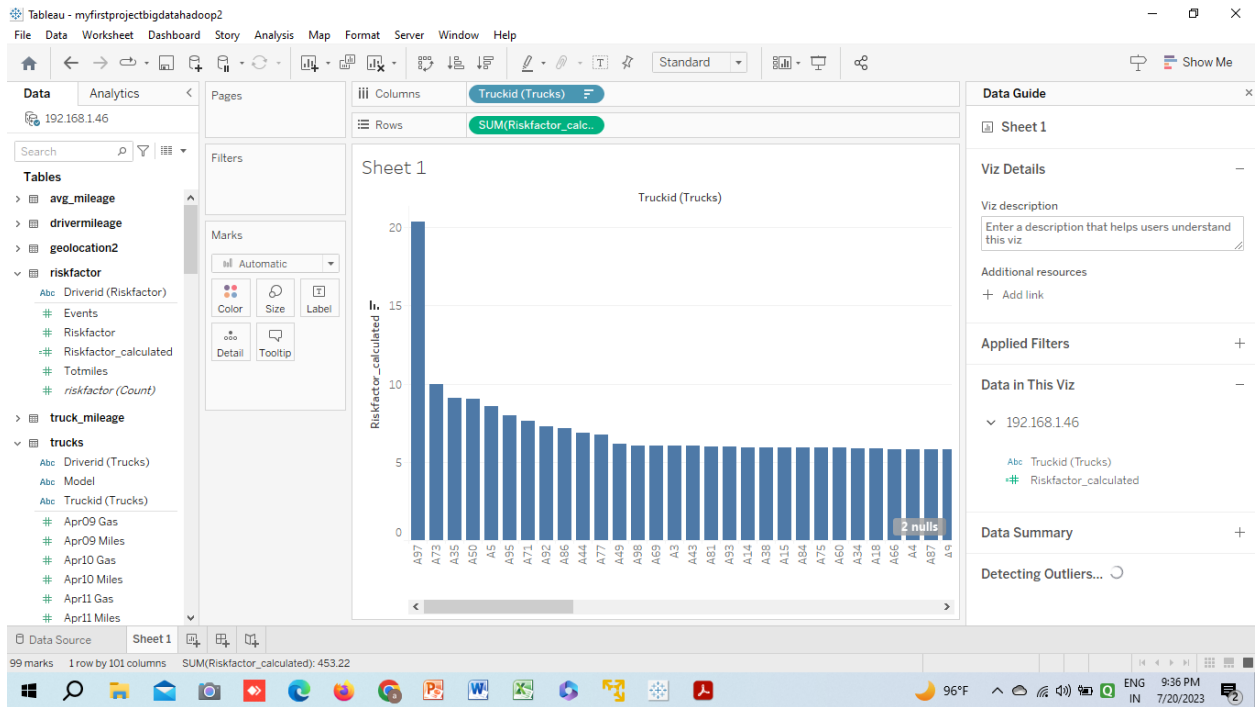 Tableau - myfirstprojectbigdatahadoop2
File Data Worksheet Dashboard Story Analysis Map Format Server Window Help
Standard
Show Me
Data Analytics
192.168.1.46
Search
Tables
avg_mileage
drivermileage
geolocation2
riskfactor
Abc Driverid (Riskfactor)
# Events
# Riskfactor
=# Riskfactor_calculated
# Totmiles
# riskfactor (Count)
truck_mileage
trucks
Abc Driverid (Trucks)
Abc Model
Abc Truckid (Trucks)
# Apr09 Gas
# Apr09 Miles
# Apr10 Gas
# Apr10 Miles
# Apr11 Gas
# Apr11 Miles
Pages
Filters
Marks
Automatic
Color Size Label
Detail Tooltip
Columns Truckid (Trucks)
Rows SUM(Riskfactor_calc..
Sheet 1
Truckid (Trucks)
Riskfactor_calculated
20
15
10
5
0
2 nulls
A97 A73 A35 A50 A5 A95 A71 A92 A86 A44 A77 A49 A98 A69 A3 A43 A81 A93 A14 A38 A15 A84 A75 A60 A34 A18 A66 A4 A87 A9
Data Guide
Sheet 1
Viz Details
Viz description
Enter a description that helps users understand
this viz
Additional resources
+ Add link
Applied Filters
Data in This Viz
192.168.1.46
Abc Truckid (Trucks)
=# Riskfactor_calculated
Data Summary
Detecting Outliers...
Data Source Sheet 1
99 marks 1 row by 101 columns SUM(Riskfactor_calculated): 453.22
96°F
ENG
IN
9:36 PM
7/20/2023
2